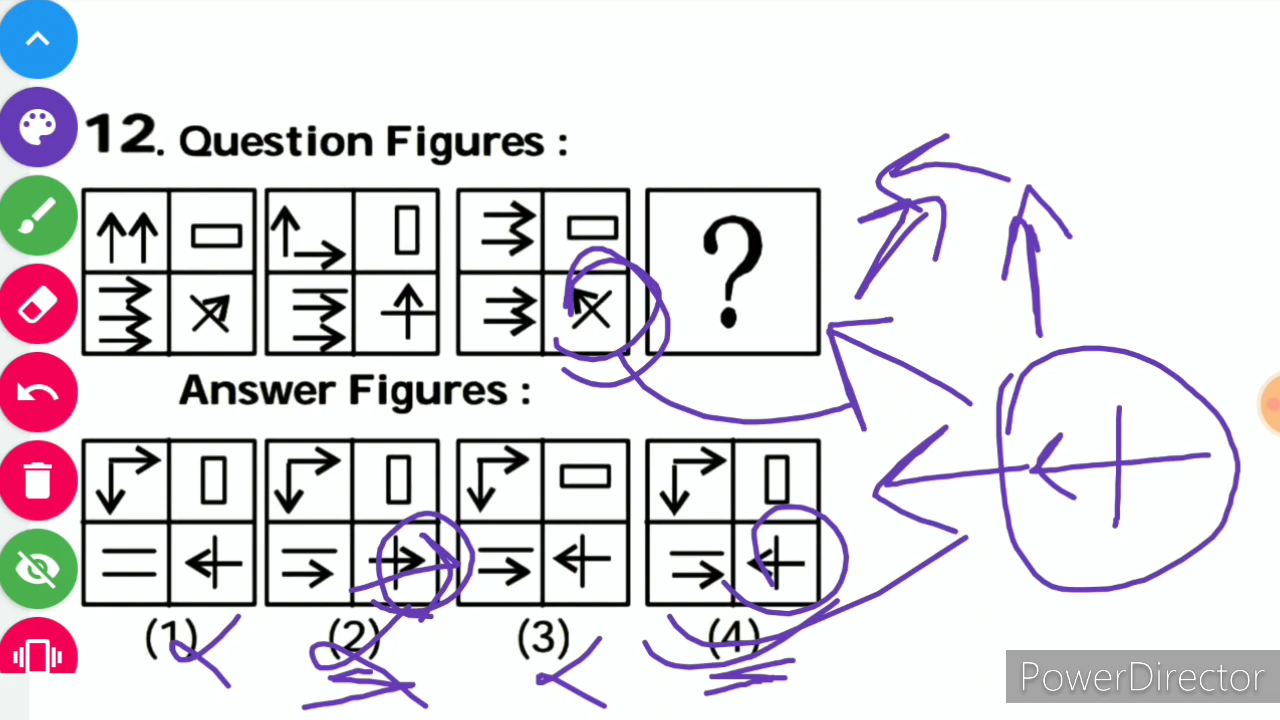 12. Question Figures :
?
Answer Figures :
(1) (2) (3) (4)
PowerDirector